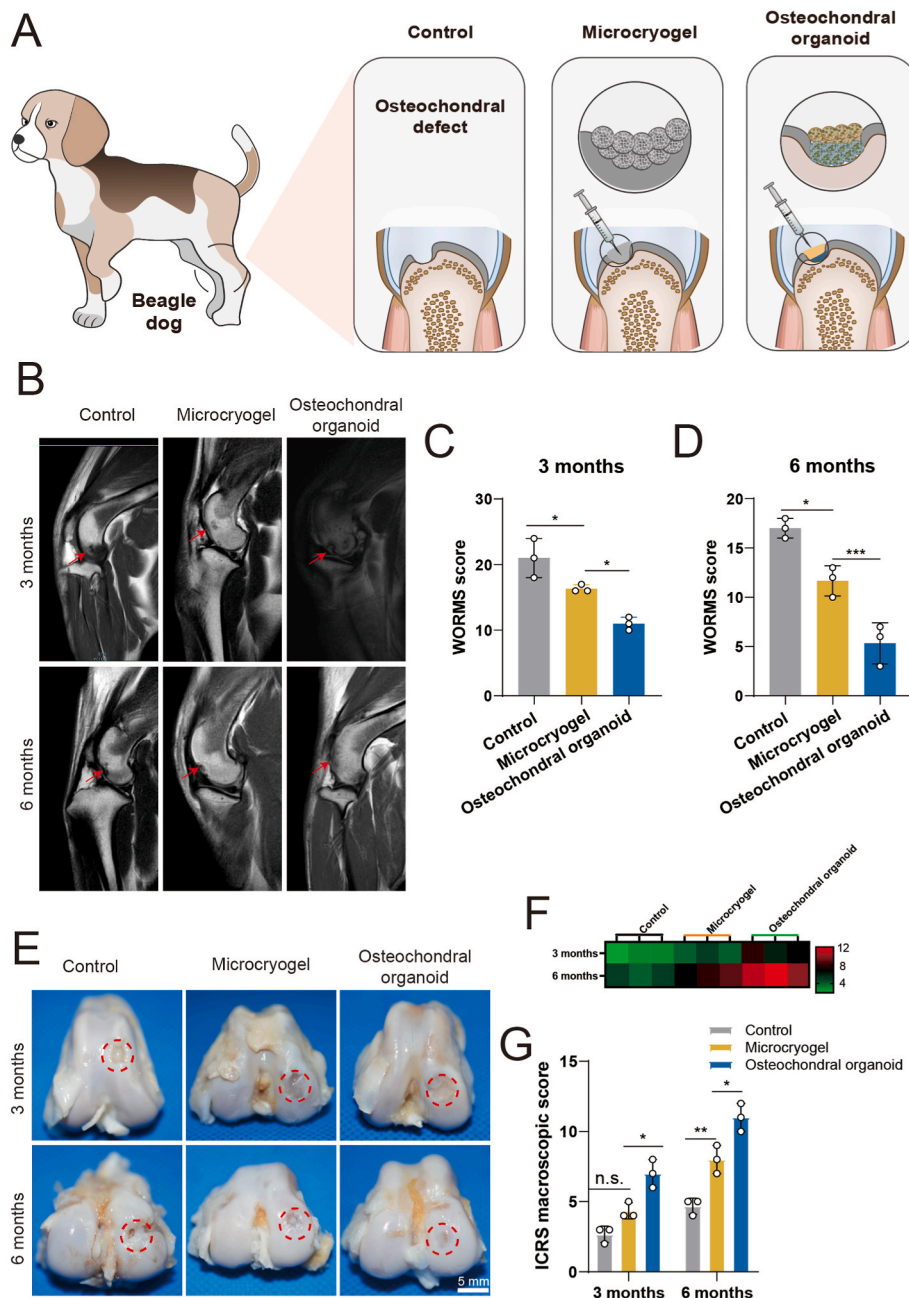 A
Control
Microcryogel
Osteochondral
organoid
Osteochondral
defect
Beagle
dog
B
Control
Microcryogel
Osteochondral
organoid
3 months
6 months
C
3 months
WORMS score
30
20
10
0
*
*
Control
Microcryogel
Osteochondral organoid
D
6 months
WORMS score
20
15
10
5
0
*
***
Control
Microcryogel
Osteochondral organoid
E
Control
Microcryogel
Osteochondral
organoid
3 months
6 months
5 mm
F
Control
Microcryogel
Osteochondral organoid
3 months
6 months
12
8
4
G
Control
Microcryogel
Osteochondral organoid
ICRS macroscopic score
15
10
5
0
n.s.
*
**
*
3 months
6 months